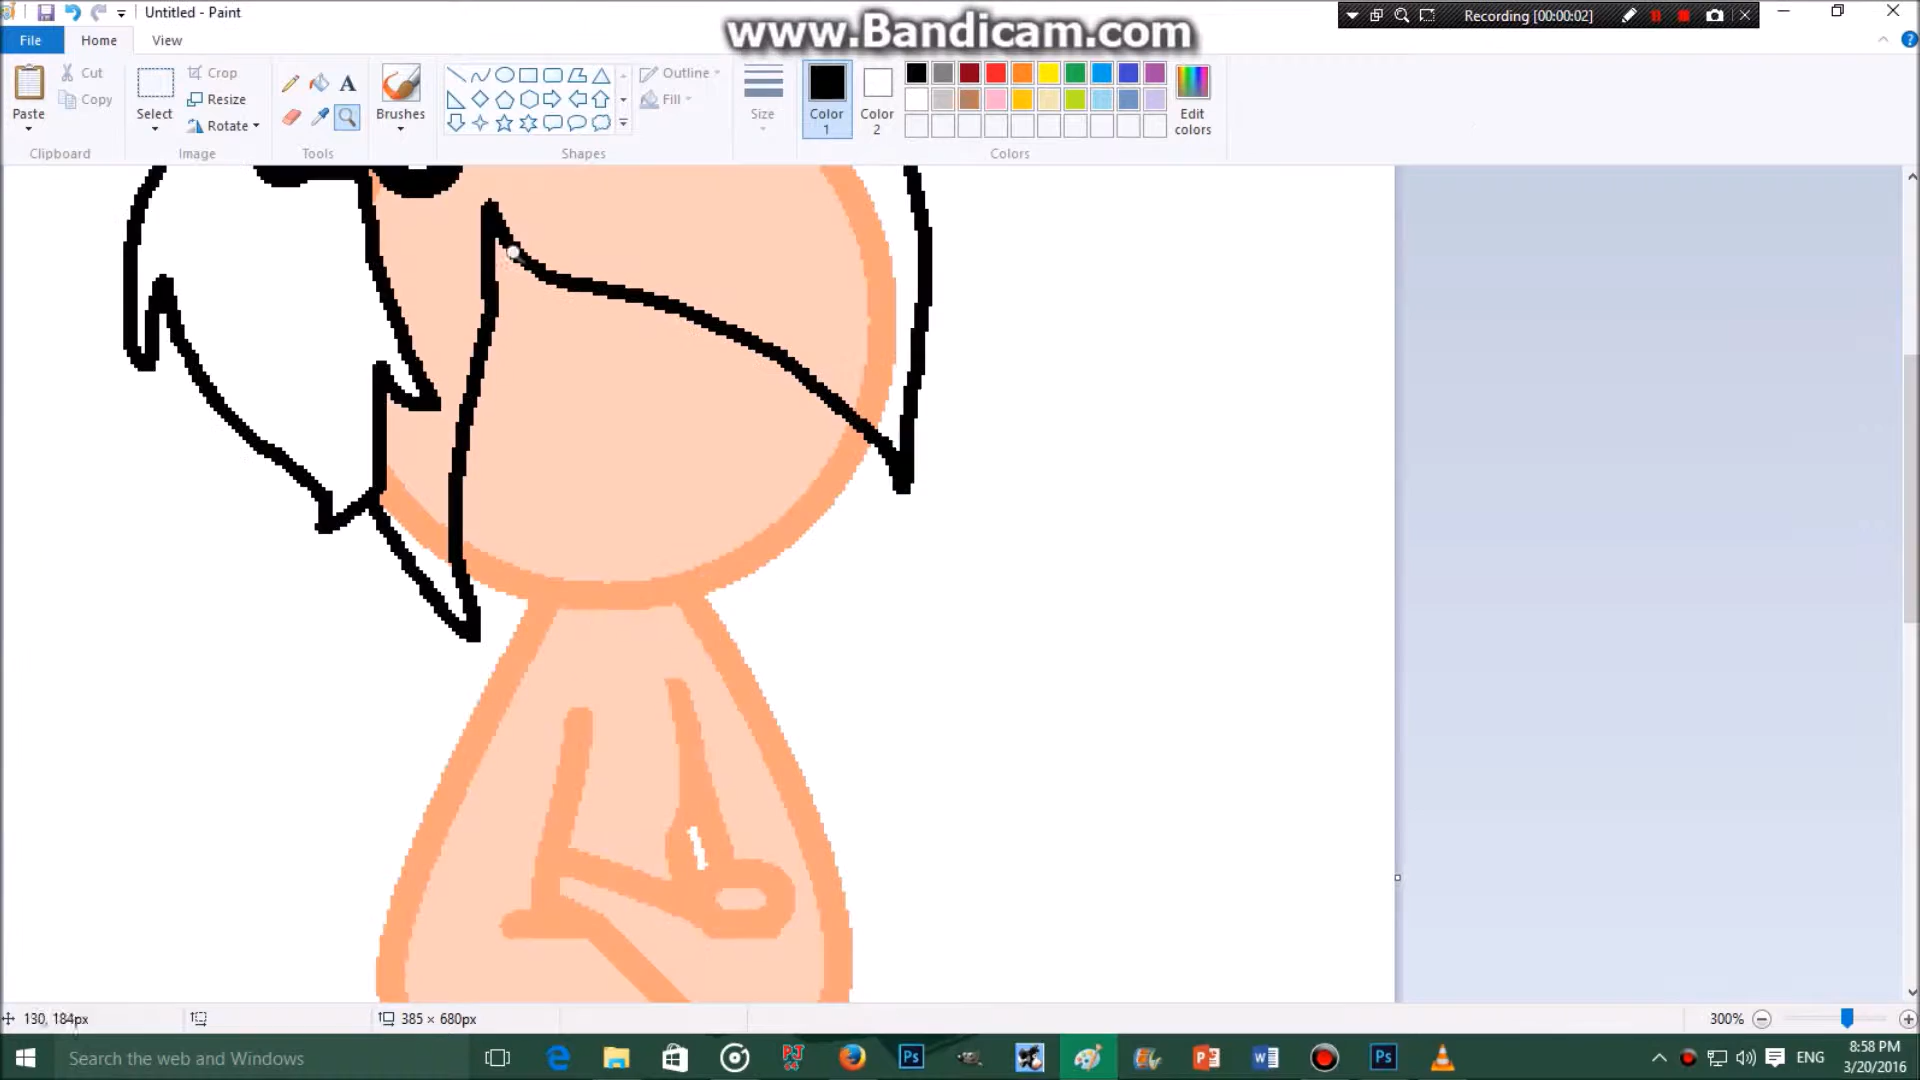 Untitled - Paint
www.Bandicam.com
Recording [00:00:02]
File
Home
View
Cut
Copy
Paste
Clipboard
Crop
Resize
Rotate
Select
Image
Tools
Brushes
Outline
Fill
Shapes
Size
Color 1
Color 2
Edit colors
Colors
130, 184px
385 × 680px
300%
Search the web and Windows
ENG
8:58 PM
3/20/2016